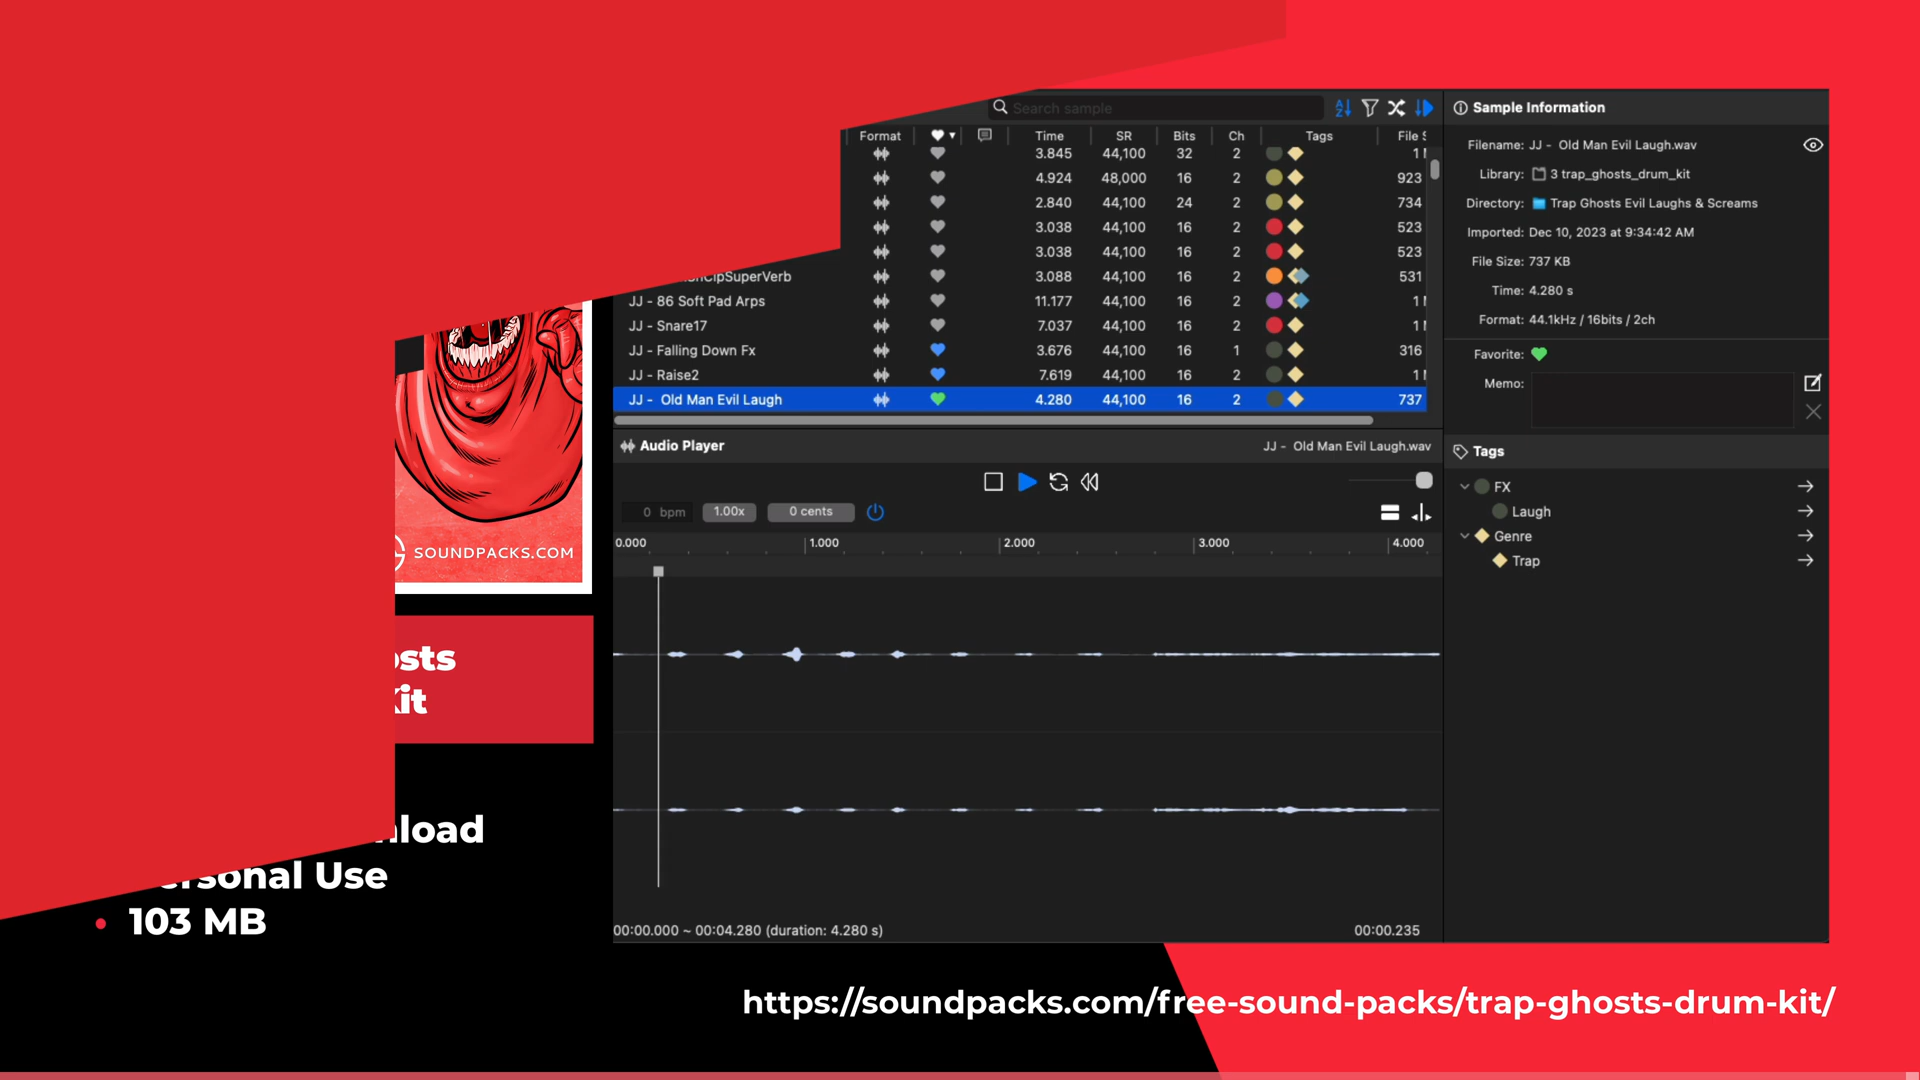 Search sample
Format Time SR Bits Ch Tags File
3.845 44,100 32 2 1
4.924 48,000 16 2 923
2.840 44,100 24 2 734
3.038 44,100 16 2 523
3.038 44,100 16 2 523
3.088 44,100 16 2 531
JJ - 86 Soft Pad Arps 11.177 44,100 16 2 1
JJ - Snare17 7.037 44,100 16 2 1
JJ - Falling Down Fx 3.676 44,100 16 1 316
JJ - Raise2 7.619 44,100 16 2 1
JJ - Old Man Evil Laugh 4.280 44,100 16 2 737
Audio Player JJ - Old Man Evil Laugh.wav
0 bpm 1.00x 0 cents
0.000 1.000 2.000 3.000 4.000
00:00.000 ~ 00:04.280 (duration: 4.280 s) 00:00.235
Sample Information
Filename: JJ - Old Man Evil Laugh.wav
Library: 3 trap_ghosts_drum_kit
Directory: Trap Ghosts Evil Laughs & Screams
Imported: Dec 10, 2023 at 9:34:42 AM
File Size: 737 KB
Time: 4.280 s
Format: 44.1kHz / 16bits / 2ch
Favorite:
Memo:
Tags
FX
Laugh
Genre
Trap
SOUNDPACKS.COM
osts
Kit
nload
Personal Use
• 103 MB
https://soundpacks.com/free-sound-packs/trap-ghosts-drum-kit/